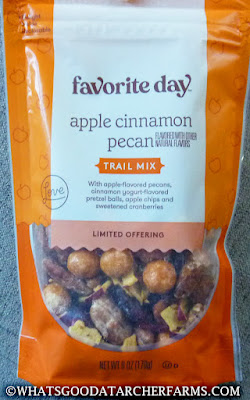 favorite day™
apple cinnamon
pecan FLAVORED WITH OTHER
NATURAL FLAVORS
TRAIL MIX
With apple-flavored pecans,
cinnamon yogurt-flavored
pretzel balls, apple chips and
sweetened cranberries
LIMITED OFFERING
NET WT 6 OZ (170g)
©WHATSGOODATARCHERFARMS.COM